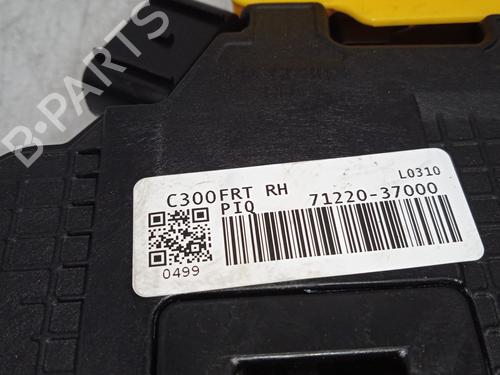 B-PARTS
L0310
C300FRT RH
PIQ 71220-37000
0499